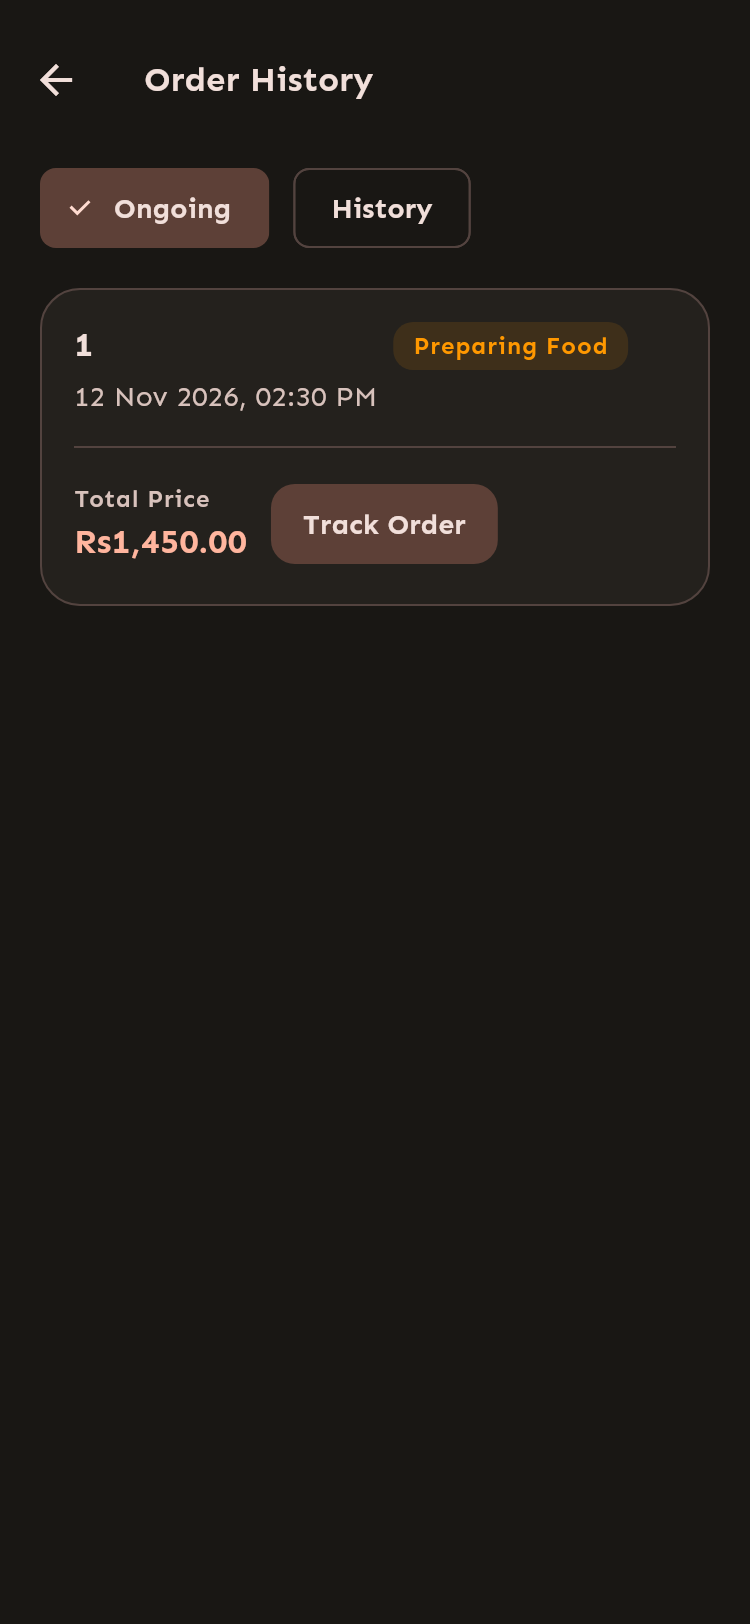 Order History
Ongoing
History
1
Preparing Food
12 Nov 2026, 02:30 PM
Total Price
Rs1,450.00
Track Order